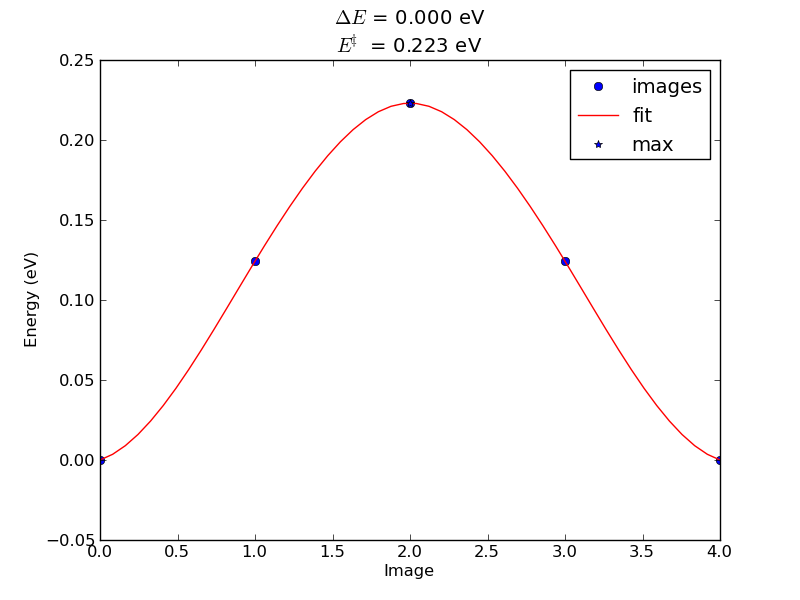 ΔE = 0.000 eV
E‡ = 0.223 eV
images
fit
max
0.25
0.20
0.15
0.10
0.05
0.00
−0.05
Energy (eV)
0.0 0.5 1.0 1.5 2.0 2.5 3.0 3.5 4.0
Image